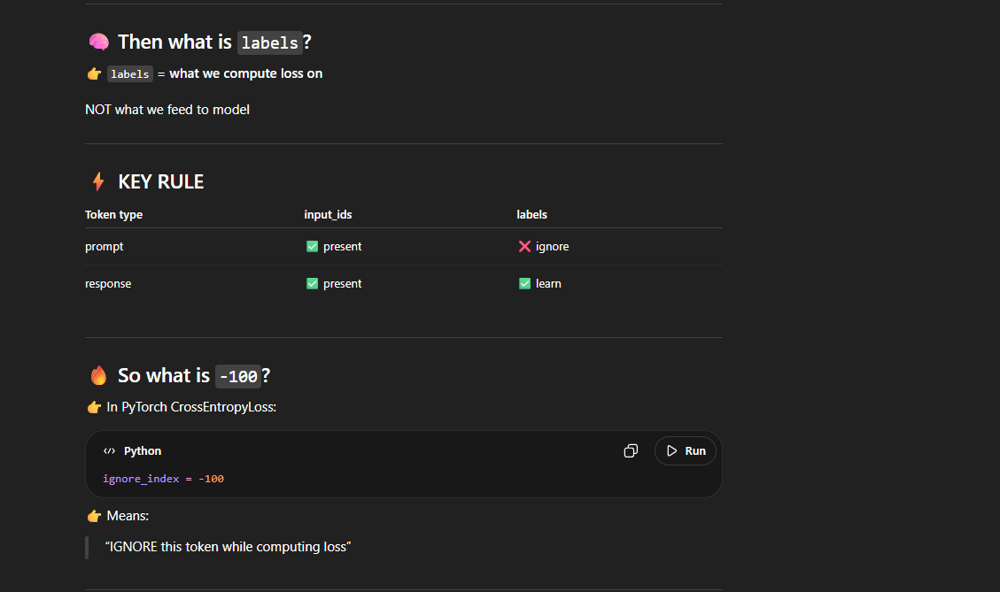 🧠 Then what is labels?
👉 labels = what we compute loss on
NOT what we feed to model
⚡ KEY RULE
Token type input_ids labels
prompt ✅ present ❌ ignore
response ✅ present ✅ learn
🔥 So what is -100?
👉 In PyTorch CrossEntropyLoss:
</> Python Run
ignore_index = -100
👉 Means:
“IGNORE this token while computing loss”